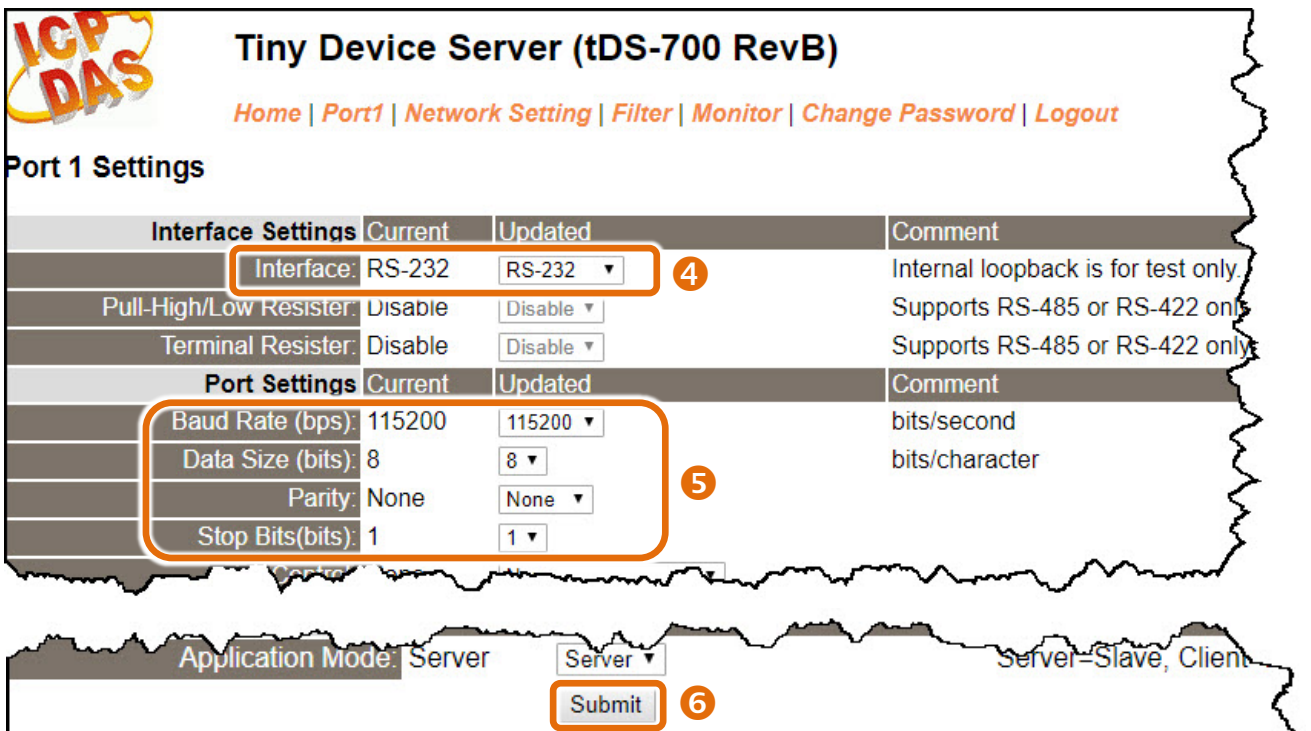 ICP DAS
Tiny Device Server (tDS-700 RevB)
Home | Port1 | Network Setting | Filter | Monitor | Change Password | Logout
Port 1 Settings
Interface Settings Current Updated Comment
Interface: RS-232 RS-232 ▼ 4 Internal loopback is for test only.
Pull-High/Low Resister: Disable Disable ▼ Supports RS-485 or RS-422 only
Terminal Resister: Disable Disable ▼ Supports RS-485 or RS-422 only
Port Settings Current Updated Comment
Baud Rate (bps): 115200 115200 ▼ bits/second
Data Size (bits): 8 8 ▼ bits/character
Parity: None None ▼ 5
Stop Bits(bits): 1 1 ▼
Application Mode: Server Server ▼ Server=Slave, Client
Submit 6